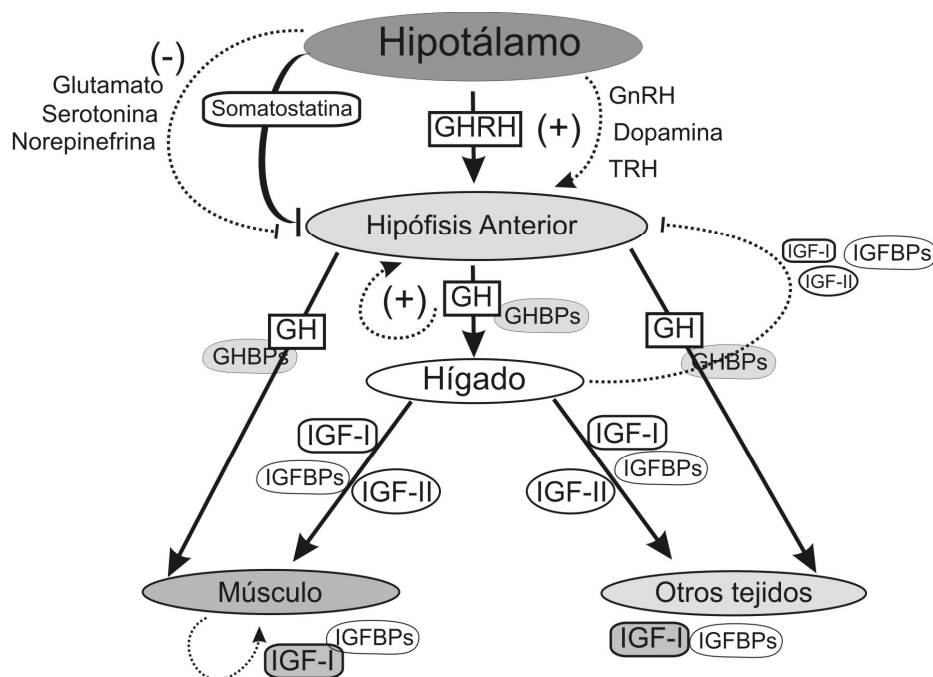 Hipotálamo
(-)
Glutamato
Serotonina
Norepinefrina
Somatostatina
GHRH
(+)
GnRH
Dopamina
TRH
Hipófisis Anterior
IGF-I
IGFBPs
IGF-II
(+)
GH
GHBPs
GH
GHBPs
GH
GHBPs
Hígado
IGF-I
IGFBPs
IGF-II
IGF-I
IGFBPs
IGF-II
Músculo
Otros tejidos
IGF-I
IGFBPs
IGF-I
IGFBPs